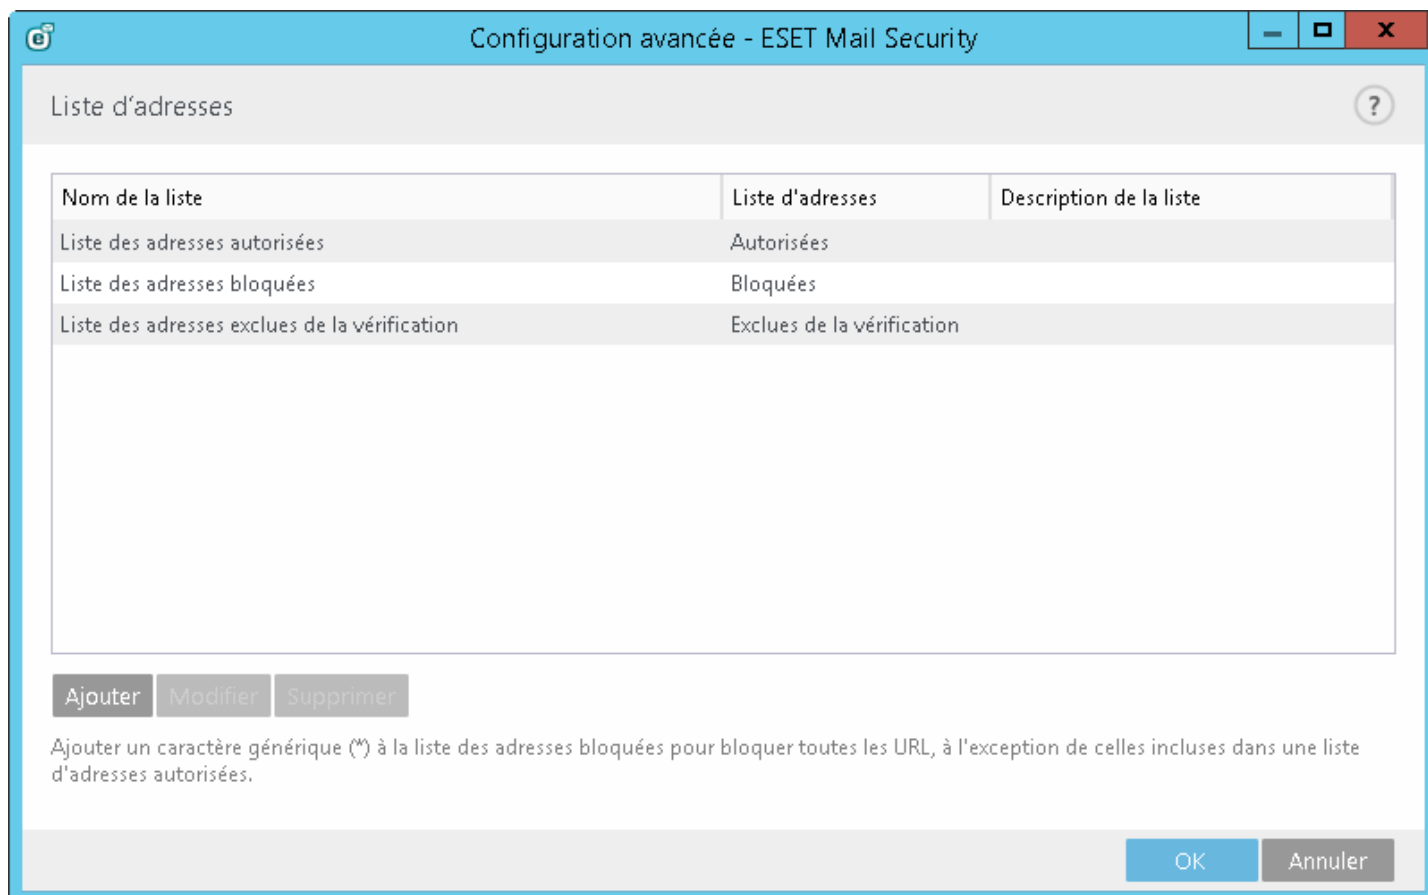 Configuration avancée - ESET Mail Security
Liste d'adresses
?
Nom de la liste Liste d'adresses Description de la liste
Liste des adresses autorisées Autorisées
Liste des adresses bloquées Bloquées
Liste des adresses exclues de la vérification Exclues de la vérification
Ajouter Modifier Supprimer
Ajouter un caractère générique (*) à la liste des adresses bloquées pour bloquer toutes les URL, à l'exception de celles incluses dans une liste
d'adresses autorisées.
OK Annuler